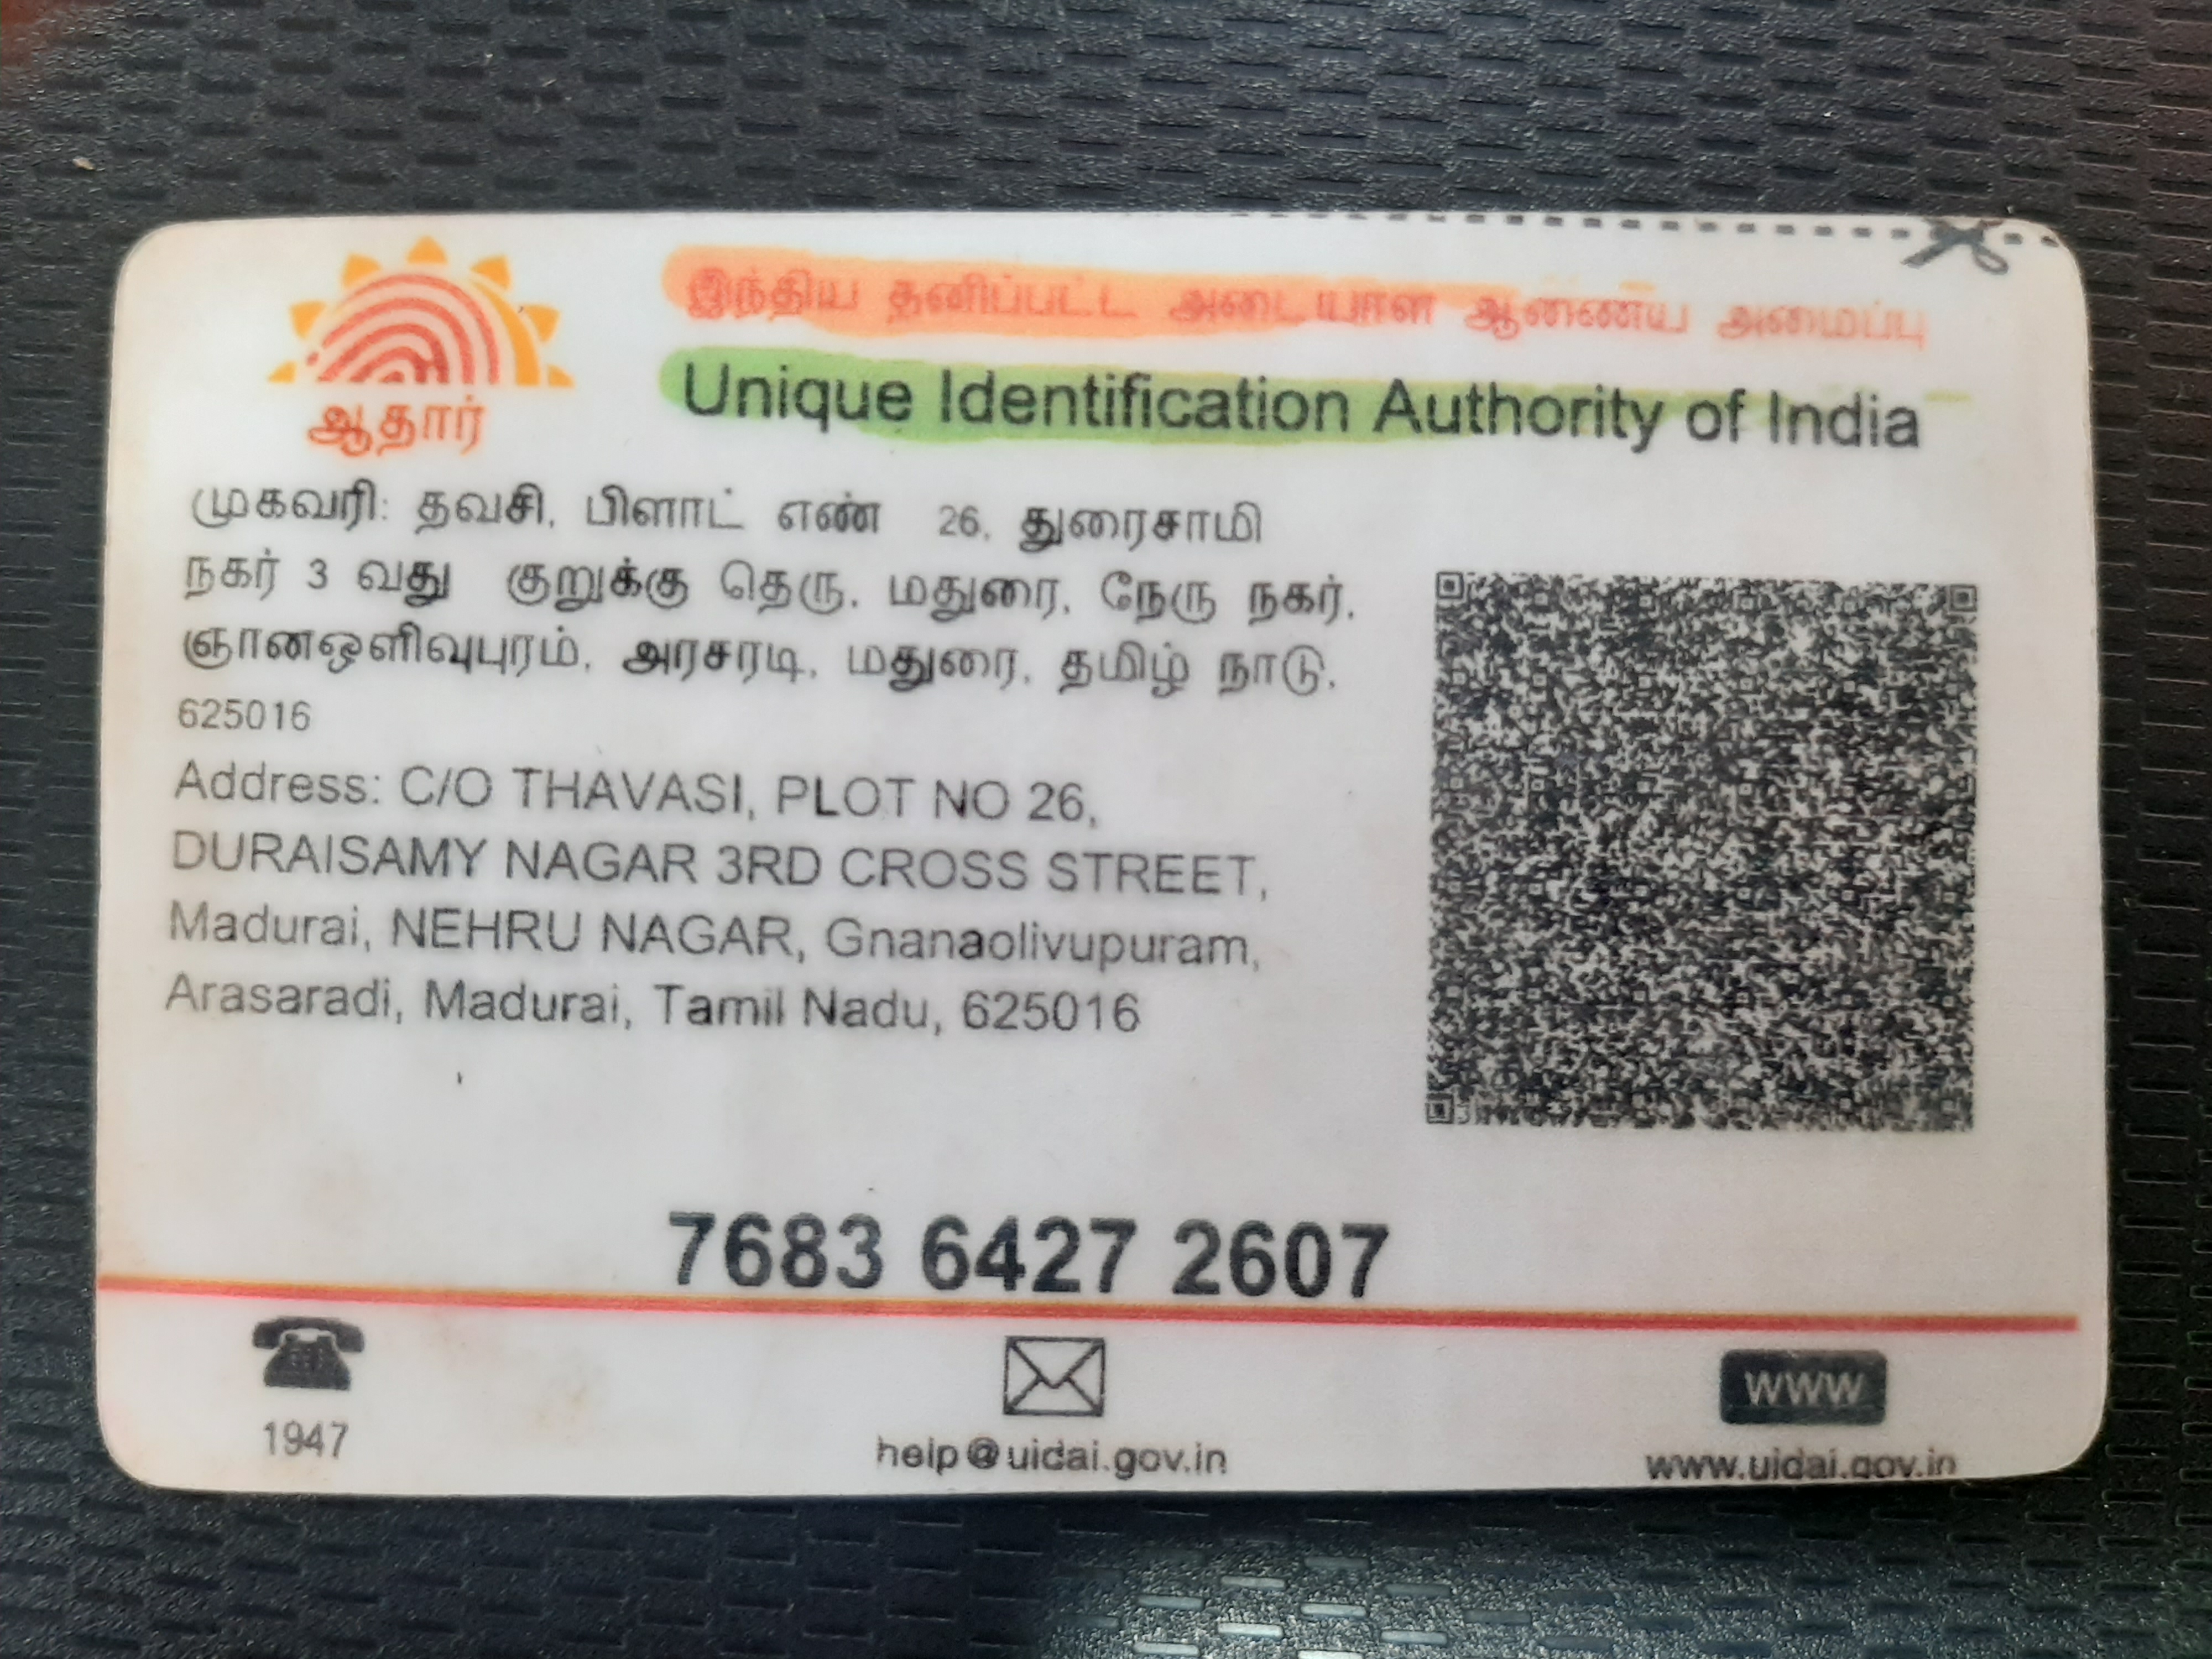 ஆதார்
இந்திய தனிப்பட்ட அடையாள ஆணைய அமைப்பு
Unique Identification Authority of India
முகவரி: தவசி, பிளாட் எண் 26, துரைசாமி
நகர் 3 வது குறுக்கு தெரு, மதுரை, நேரு நகர்,
ஞானஒளிவுபுரம், அரசரடி, மதுரை, தமிழ் நாடு,
625016
Address: C/O THAVASI, PLOT NO 26,
DURAISAMY NAGAR 3RD CROSS STREET,
Madurai, NEHRU NAGAR, Gnanaolivupuram,
Arasaradi, Madurai, Tamil Nadu, 625016
7683 6427 2607
WWW
1947
help@uidai.gov.in
www.uidai.gov.in